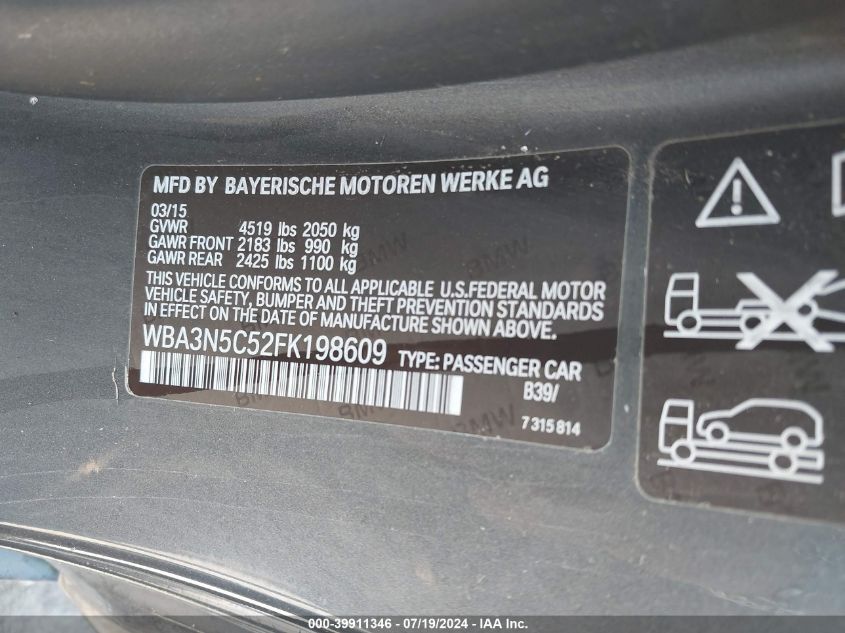 MFD BY BAYERISCHE MOTOREN WERKE AG
03/15
GVWR 4519 lbs 2050 kg
GAWR FRONT 2183 lbs 990 kg
GAWR REAR 2425 lbs 1100 kg
THIS VEHICLE CONFORMS TO ALL APPLICABLE U.S.FEDERAL MOTOR
VEHICLE SAFETY, BUMPER AND THEFT PREVENTION STANDARDS
IN EFFECT ON THE DATE OF MANUFACTURE SHOWN ABOVE.
WBA3N5C52FK198609 TYPE: PASSENGER CAR
B39/
7 315 814
000-39911346 - 07/19/2024 - IAAI.com